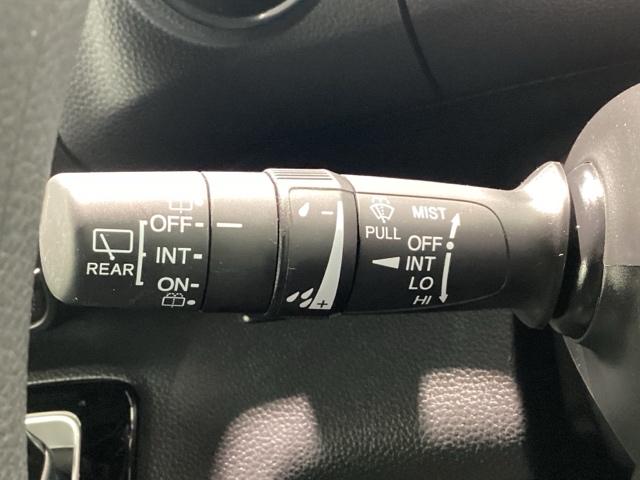 REAR
OFF
INT
ON
− 
+
PULL
MIST
OFF
INT
LO
HI